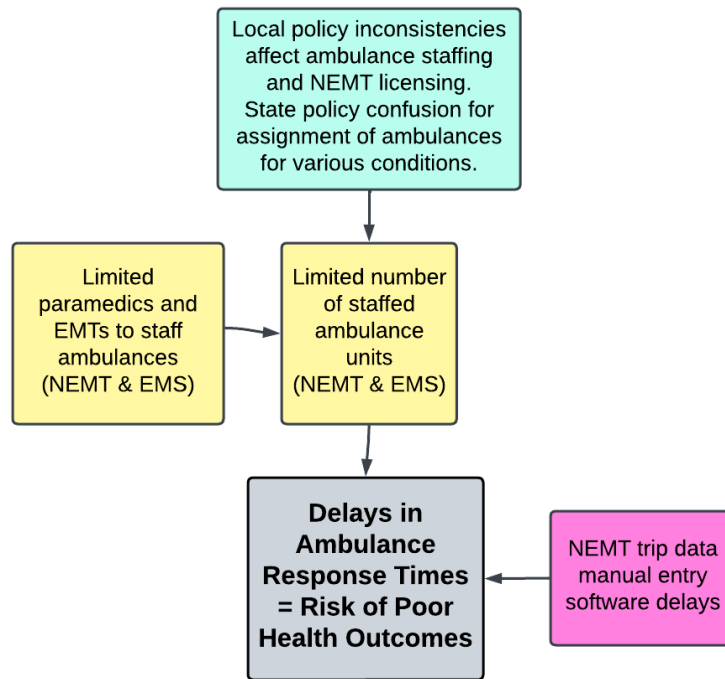 Local policy inconsistencies
affect ambulance staffing
and NEMT licensing.
State policy confusion for
assignment of ambulances
for various conditions.
Limited
paramedics and
EMTs to staff
ambulances
(NEMT & EMS)
Limited number
of staffed
ambulance
units
(NEMT & EMS)
Delays in
Ambulance
Response Times
= Risk of Poor
Health Outcomes
NEMT trip data
manual entry
software delays